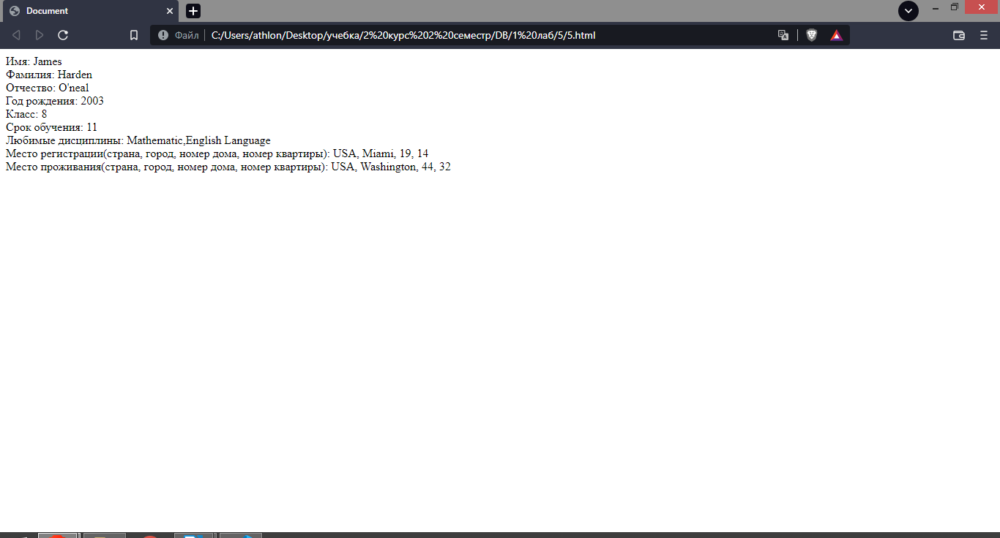 Document
Файл C:/Users/athlon/Desktop/учебка/2%20курс%202%20семестр/DB/1%20лаб/5/5.html
Имя: James
Фамилия: Harden
Отчество: O'neal
Год рождения: 2003
Класс: 8
Срок обучения: 11
Любимые дисциплины: Mathematic,English Language
Место регистрации(страна, город, номер дома, номер квартиры): USA, Miami, 19, 14
Место проживания(страна, город, номер дома, номер квартиры): USA, Washington, 44, 32